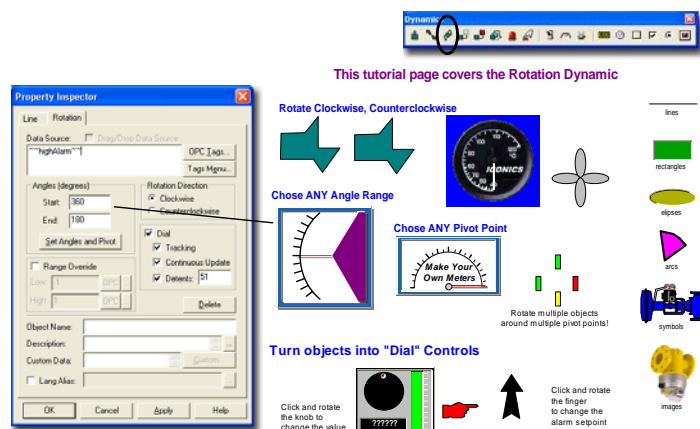 Dynamic
This tutorial page covers the Rotation Dynamic
Property Inspector
Line Rotation
Data Source: Drag/Drop Data Source
~~highAlarm~~
OPC Tags...
Tags Menu...
Angles (degrees)
Start: 360
End: 180
Set Angles and Pivot
Rotation Direction
Clockwise
Counterclockwise
Dial
Tracking
Continuous Update
Detents: 51
Range Override
Low: 1 OPC
High: 1 OPC
Delete
Object Name:
Description:
...
Custom Data:
Custom...
Lang Alias:
OK Cancel Apply Help
Rotate Clockwise, Counterclockwise
ICONICS
Chose ANY Angle Range
Chose ANY Pivot Point
Make Your
Own Meters
Rotate multiple objects
around multiple pivot points!
Turn objects into "Dial" Controls
Click and rotate
the knob to
change the value
??????
Click and rotate
the finger
to change the
alarm setpoint
lines
rectangles
elipses
arcs
symbols
images